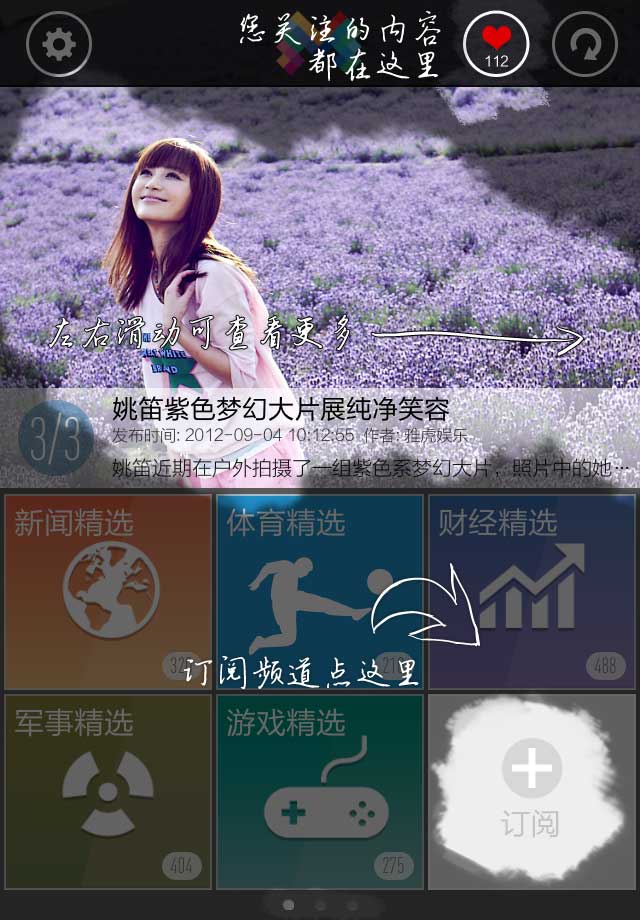 您关注的内容
都在这里
112
左右滑动可查看更多
3/3
姚笛紫色梦幻大片展纯净笑容
发布时间: 2012-09-04 10:12:55 作者: 雅虎娱乐
姚笛近期在户外拍摄了一组紫色系梦幻大片，照片中的她…
新闻精选
体育精选
财经精选
488
订阅频道点这里
军事精选
404
游戏精选
275
订阅